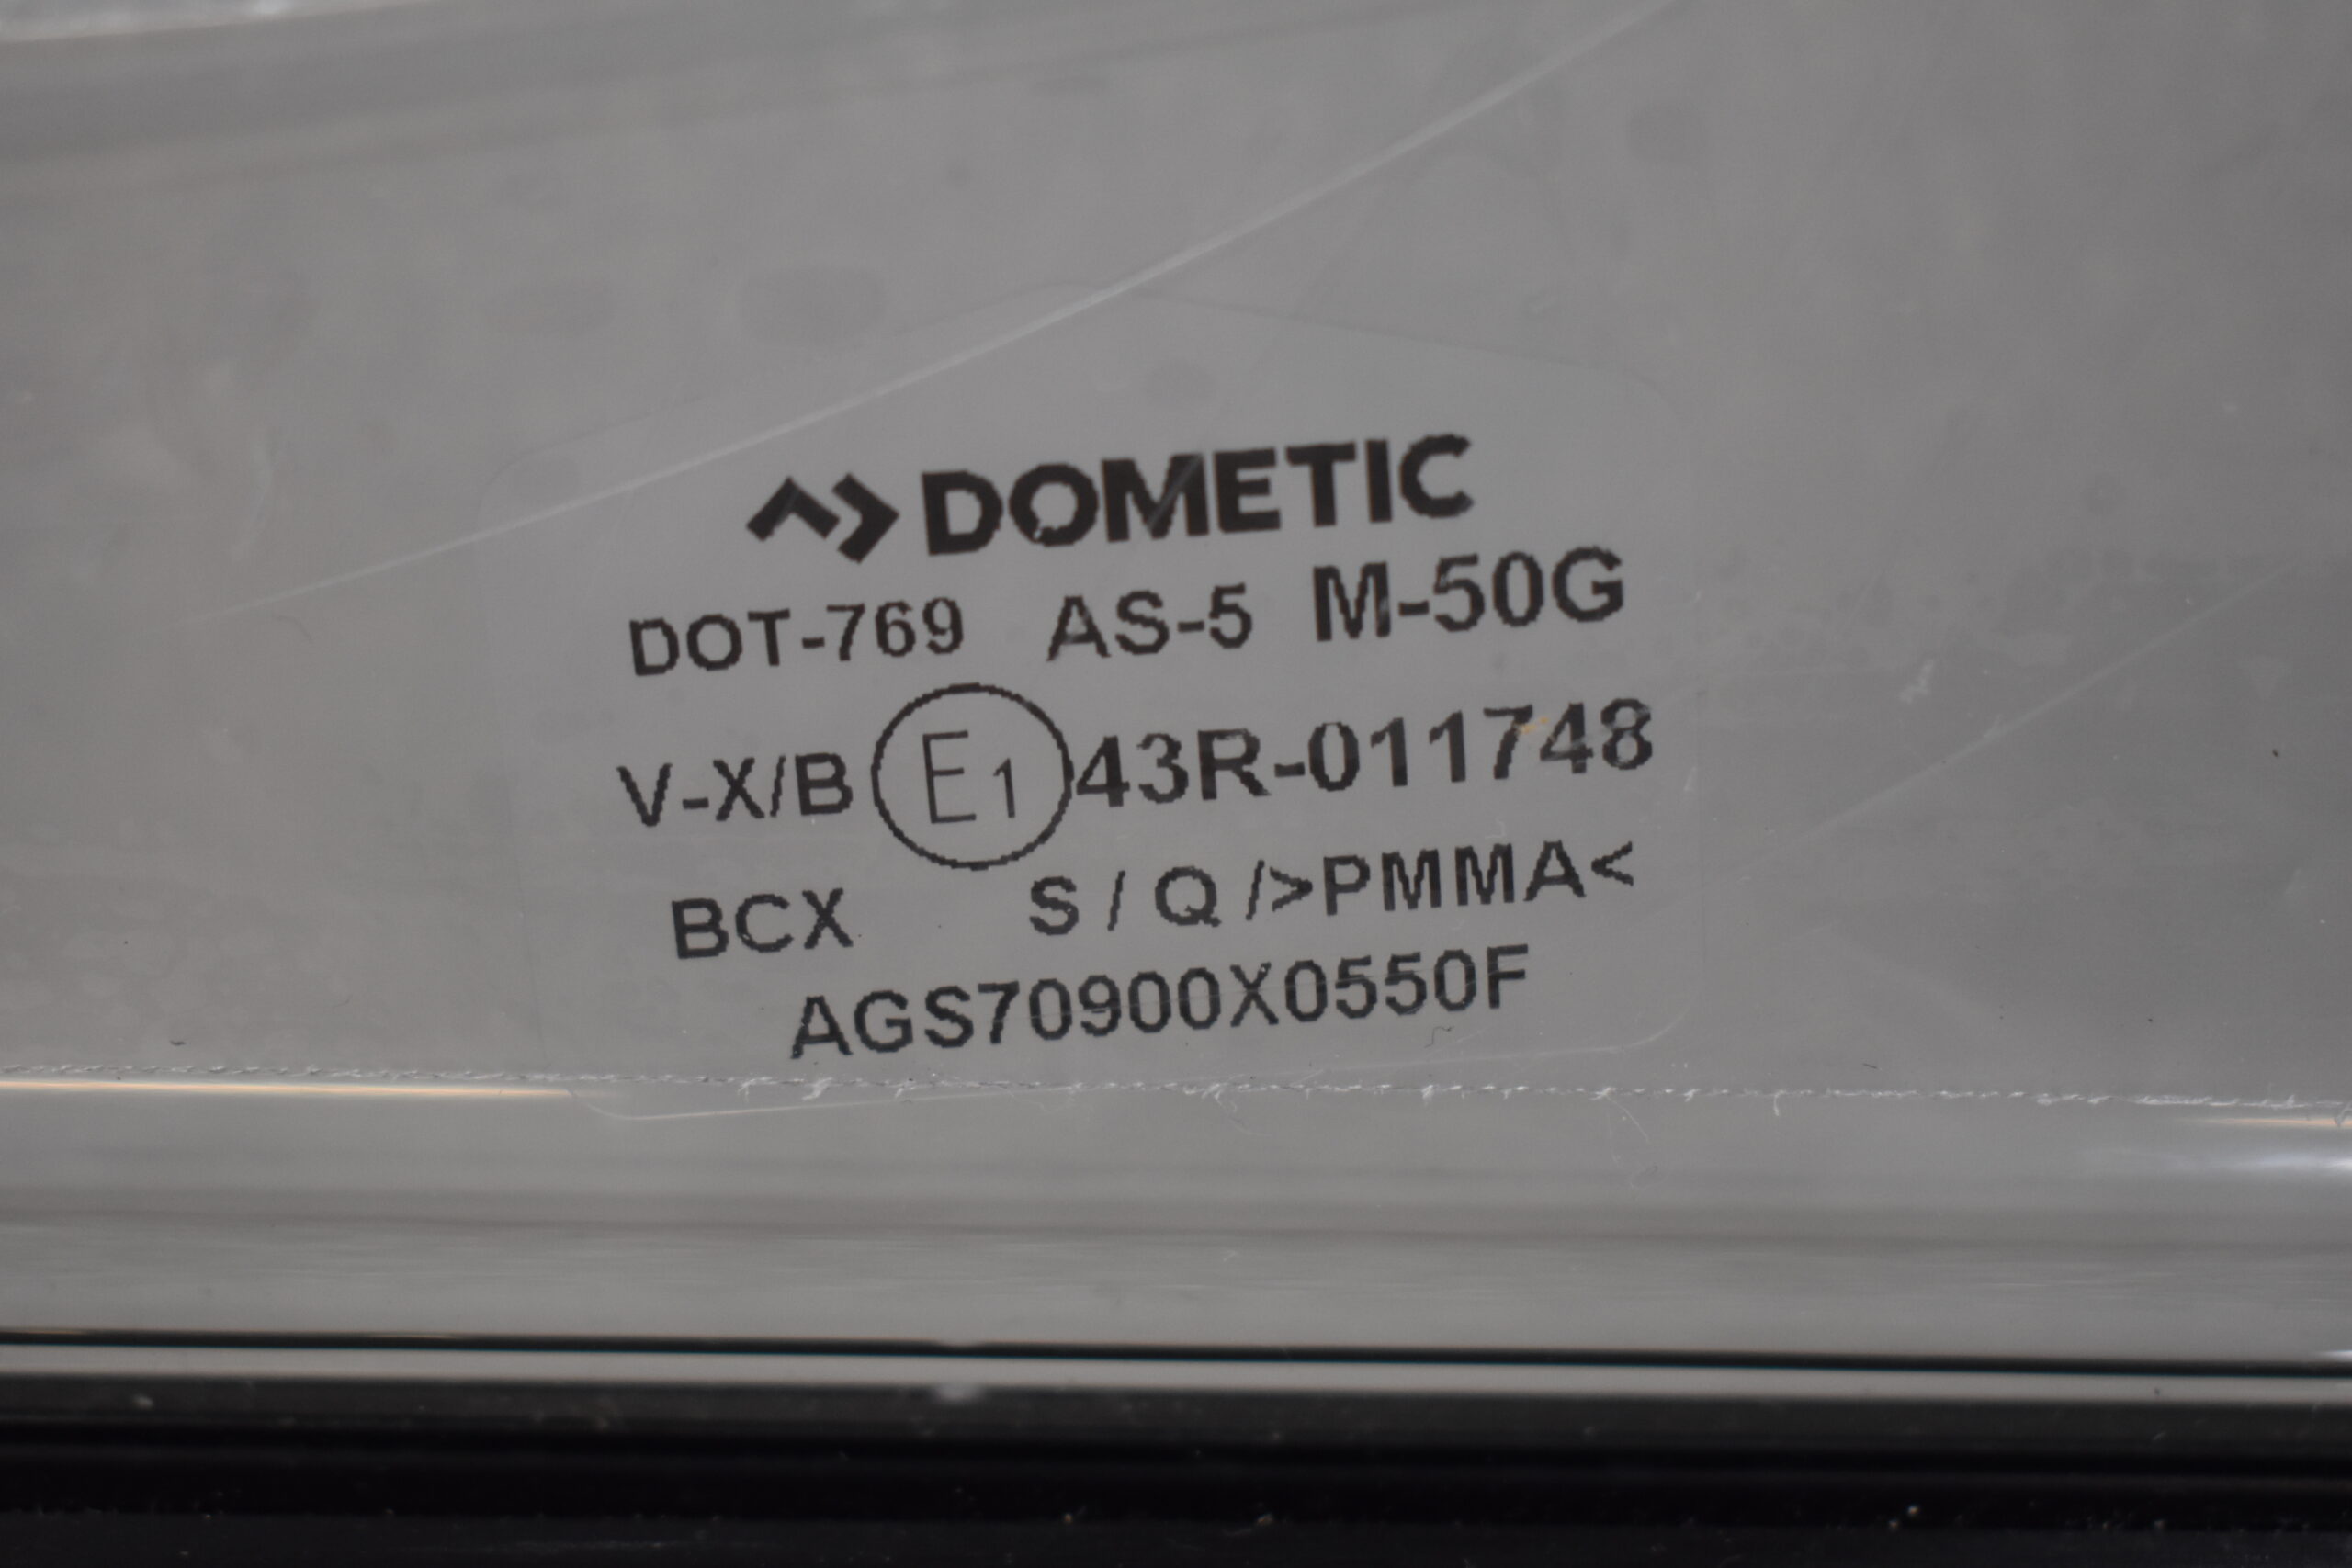 DOMETIC
DOT-769 AS-5 M-50G
V-X/B E1 43R-011748
BCX S / Q />PMMA<
AGS70900X0550F